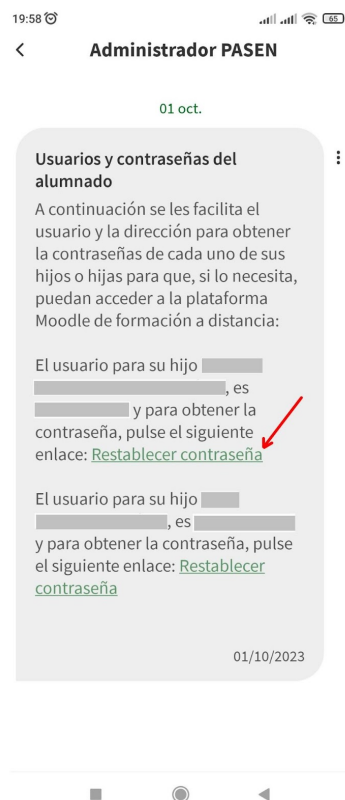 19:58 65
Administrador PASEN
01 oct.
Usuarios y contraseñas del
alumnado
A continuación se les facilita el
usuario y la dirección para obtener
la contraseñas de cada uno de sus
hijos o hijas para que, si lo necesita,
puedan acceder a la plataforma
Moodle de formación a distancia:
El usuario para su hijo
, es
y para obtener la
contraseña, pulse el siguiente
enlace: Restablecer contraseña
El usuario para su hijo
, es
y para obtener la contraseña, pulse
el siguiente enlace: Restablecer
contraseña
01/10/2023